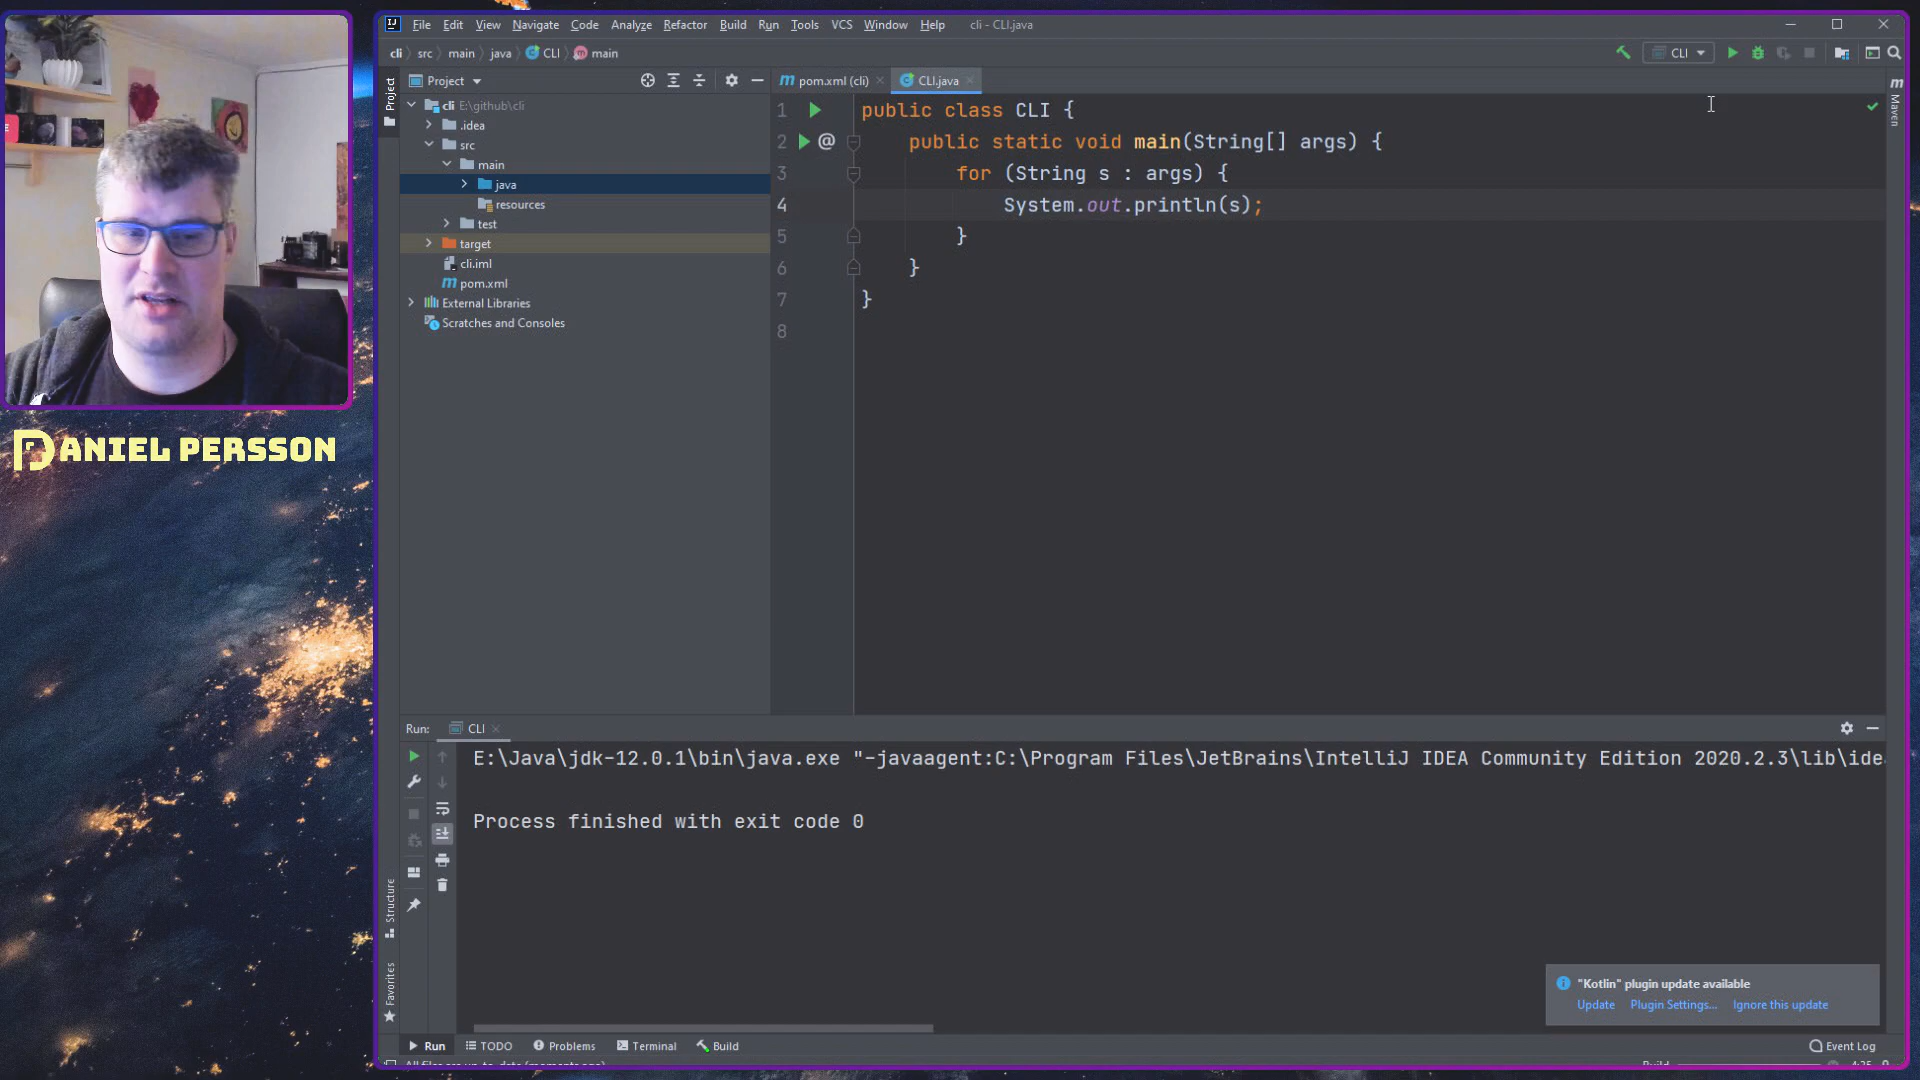 File Edit View Navigate Code Analyze Refactor Build Run Tools VCS Window Help cli - CLI.java
cli src main java CLI main
CLI
Project
pom.xml (cli)
CLI.java
Project
cli E:\github\cli
.idea
src
main
java
resources
test
target
cli.iml
pom.xml
External Libraries
Scratches and Consoles
1 public class CLI {
2 @ public static void main(String[] args) {
3 for (String s : args) {
4 System.out.println(s);
5 }
6 }
7 }
8
Maven
DANIEL PERSSON
Run: CLI
E:\Java\jdk-12.0.1\bin\java.exe "-javaagent:C:\Program Files\JetBrains\IntelliJ IDEA Community Edition 2020.2.3\lib\ide
Process finished with exit code 0
Structure
Favorites
"Kotlin" plugin update available
Update Plugin Settings... Ignore this update
Run TODO Problems Terminal Build
Event Log